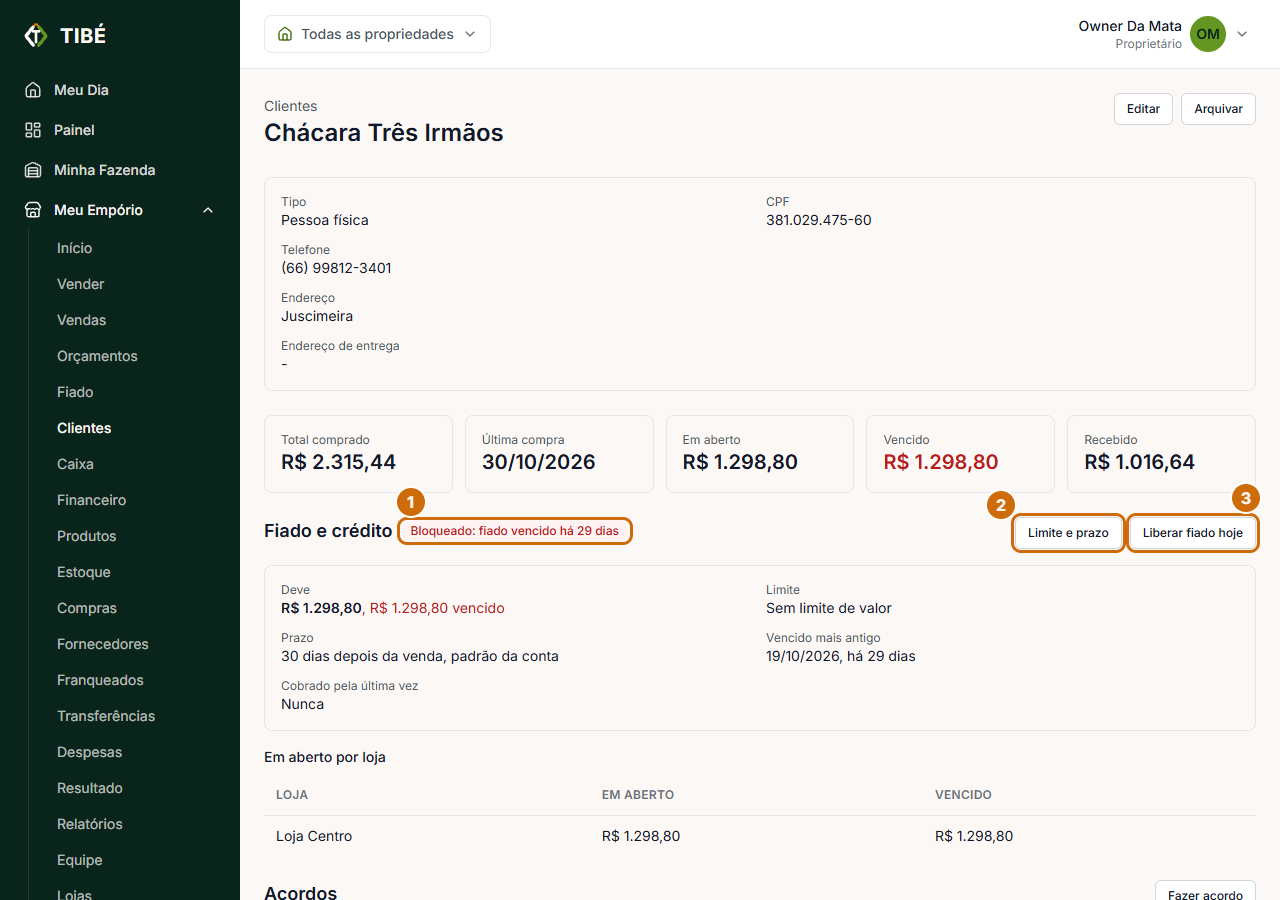 TIBÉ
Todas as propriedades
Owner Da Mata
Proprietário
OM
Meu Dia
Painel
Minha Fazenda
Meu Empório
Início
Vender
Vendas
Orçamentos
Fiado
Clientes
Caixa
Financeiro
Produtos
Estoque
Compras
Fornecedores
Franqueados
Transferências
Despesas
Resultado
Relatórios
Equipe
Lojas
Clientes
Chácara Três Irmãos
Editar
Arquivar
Tipo
Pessoa física
CPF
381.029.475-60
Telefone
(66) 99812-3401
Endereço
Juscimeira
Endereço de entrega
-
Total comprado
R$ 2.315,44
Última compra
30/10/2026
Em aberto
R$ 1.298,80
Vencido
R$ 1.298,80
Recebido
R$ 1.016,64
Fiado e crédito
1
Bloqueado: fiado vencido há 29 dias
2
Limite e prazo
3
Liberar fiado hoje
Deve
R$ 1.298,80, R$ 1.298,80 vencido
Limite
Sem limite de valor
Prazo
30 dias depois da venda, padrão da conta
Vencido mais antigo
19/10/2026, há 29 dias
Cobrado pela última vez
Nunca
Em aberto por loja
LOJA EM ABERTO VENCIDO
Loja Centro R$ 1.298,80 R$ 1.298,80
Acordos
Fazer acordo